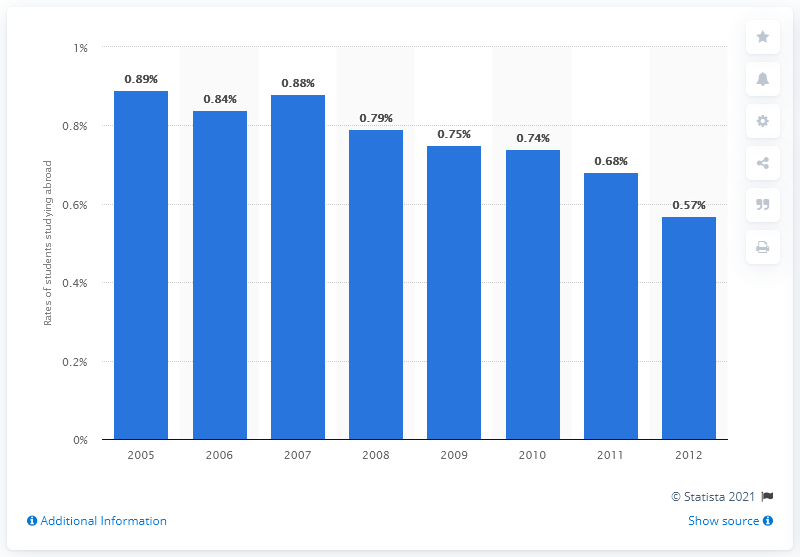 1%
0.8%
0.6%
0.4%
0.2%
0%
Rates of students studying abroad
0.89%
0.84%
0.88%
0.79%
0.75%
0.74%
0.68%
0.57%
2005 2006 2007 2008 2009 2010 2011 2012
© Statista 2021
Additional Information
Show source